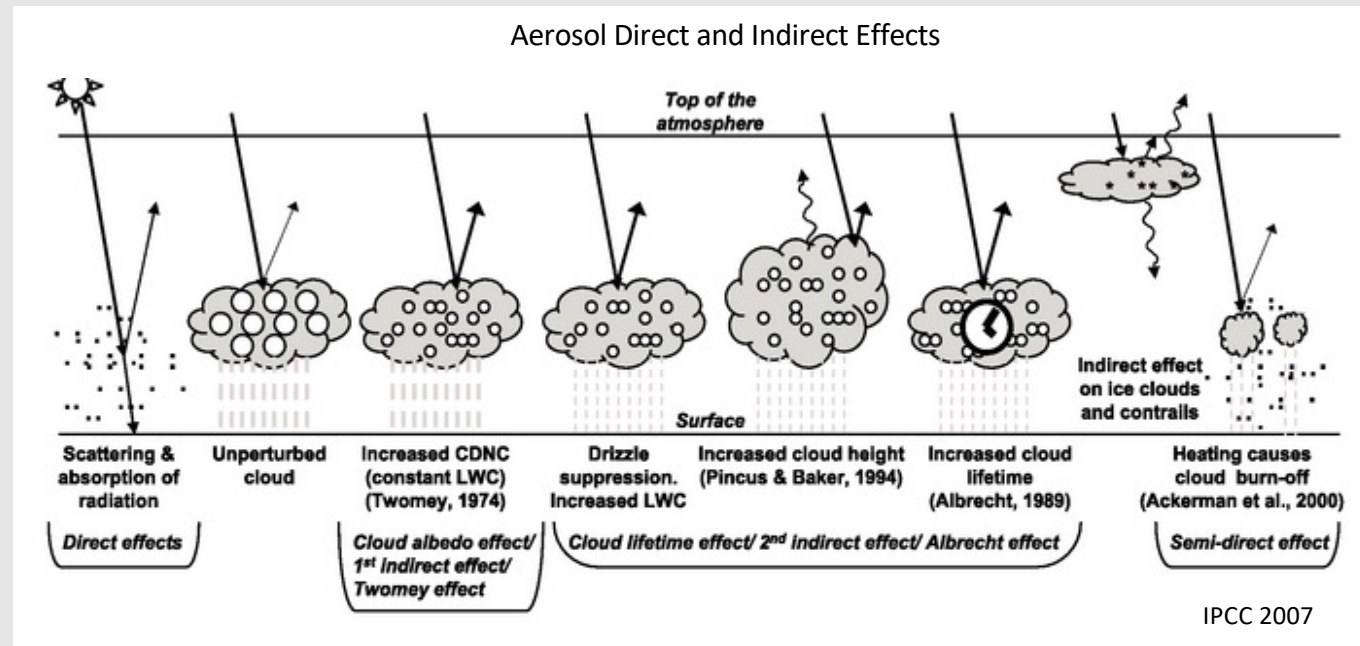 Aerosol Direct and Indirect Effects
Top of the
atmosphere
Indirect effect
on ice clouds
and contrails
Surface
Scattering &
absorption of
radiation
Unperturbed
cloud
Increased CDNC
(constant LWC)
(Twomey, 1974)
Drizzle
suppression.
Increased LWC
Increased cloud height
(Pincus & Baker, 1994)
Increased cloud
lifetime
(Albrecht, 1989)
Heating causes
cloud burn-off
(Ackerman et al., 2000)
Direct effects
Cloud albedo effect/
1st indirect effect/
Twomey effect
Cloud lifetime effect/ 2nd indirect effect/ Albrecht effect
Semi-direct effect
IPCC 2007